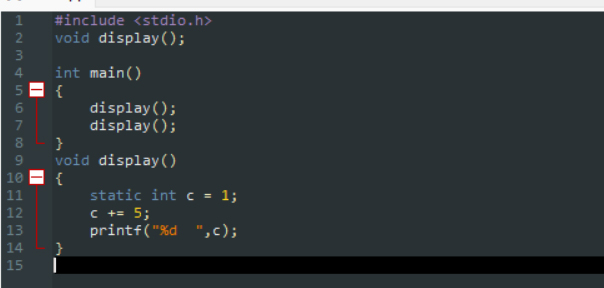 1 #include <stdio.h>
2 void display();
3
4 int main()
5 {
6 display();
7 display();
8 }
9 void display()
10 {
11 static int c = 1;
12 c += 5;
13 printf("%d  ",c);
14 }
15